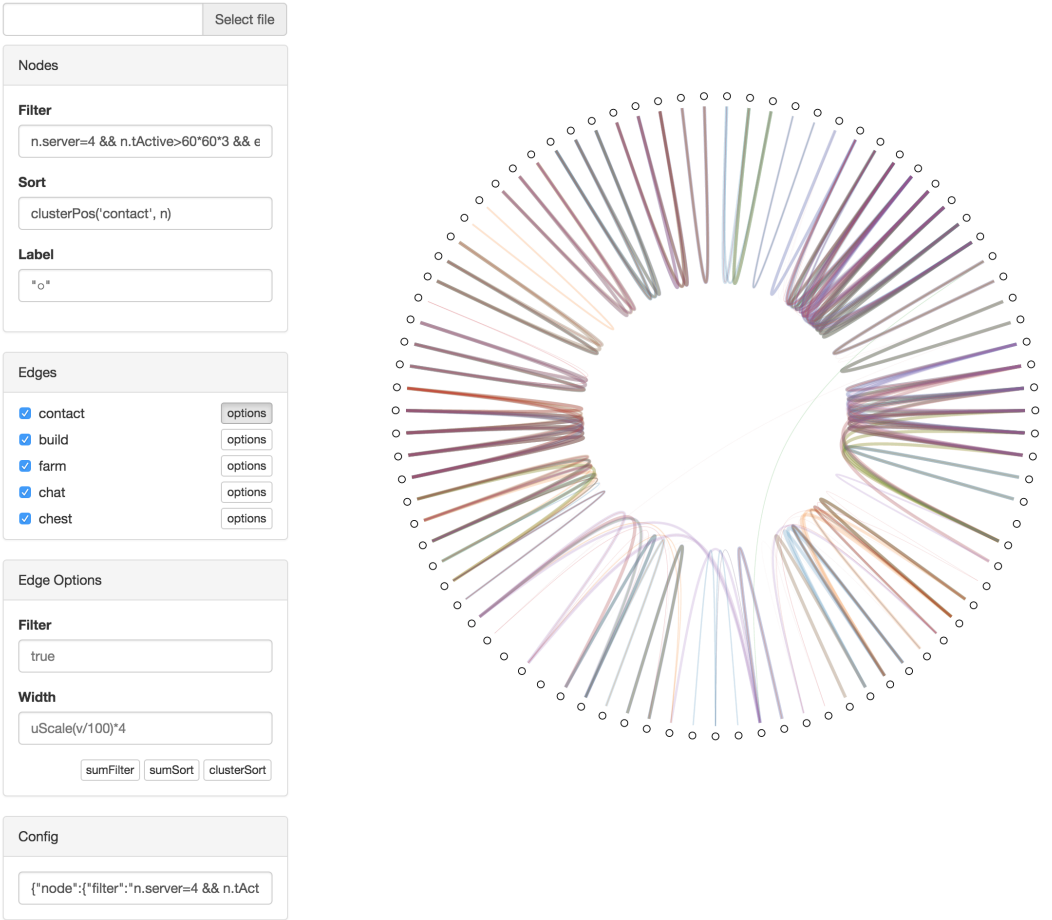 Select file
Nodes
Filter
n.server=4 && n.tActive>60*60*3 && e
Sort
clusterPos('contact', n)
Label
"○"
Edges
contact options
build options
farm options
chat options
chest options
Edge Options
Filter
true
Width
uScale(v/100)*4
sumFilter sumSort clusterSort
Config
{"node":{"filter":"n.server=4 && n.tAct